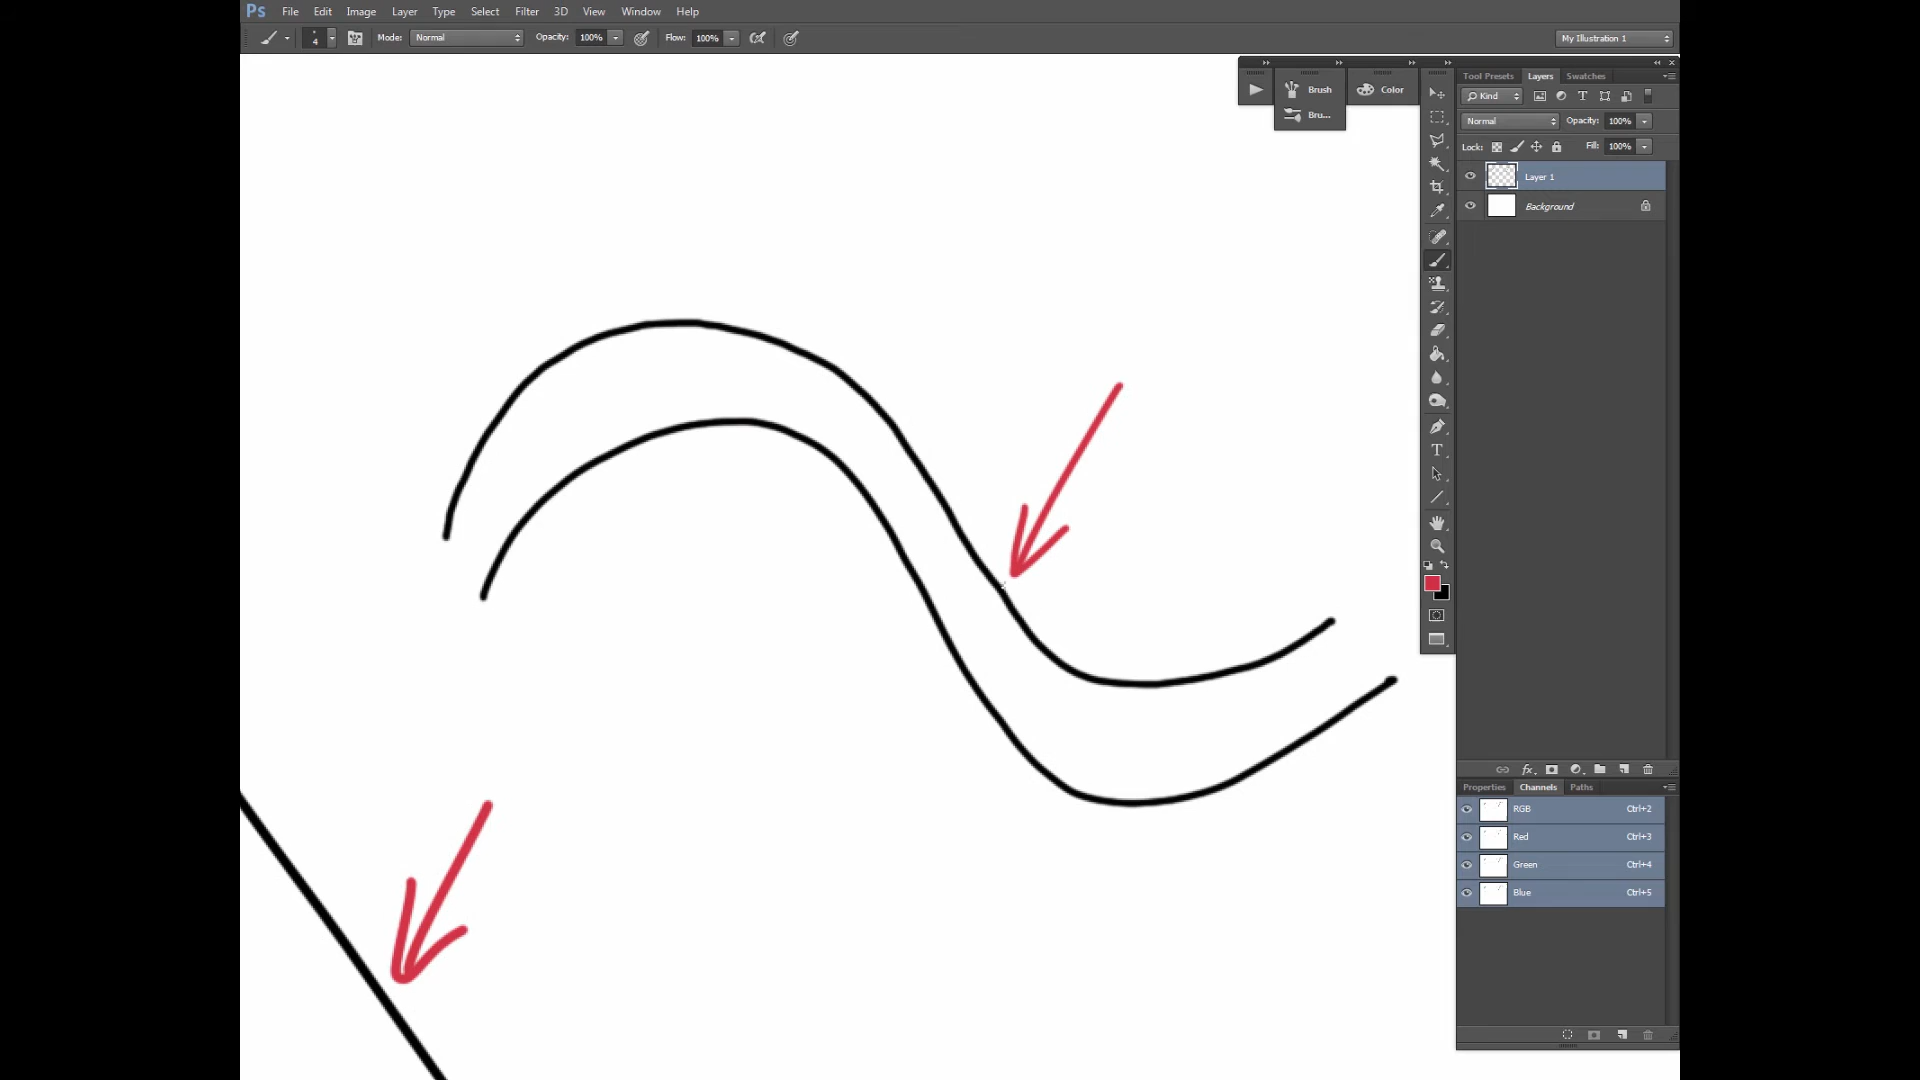 Ps File Edit Image Layer Type Select Filter 3D View Window Help
4 Mode: Normal Opacity: 100% Flow: 100% My Illustration 1
Tool Presets Layers Swatches
Brush Color
Bru...
Kind
Normal Opacity: 100%
Lock: Fill: 100%
Layer 1
Background
Properties Channels Paths
RGB Ctrl+2
Red Ctrl+3
Green Ctrl+4
Blue Ctrl+5